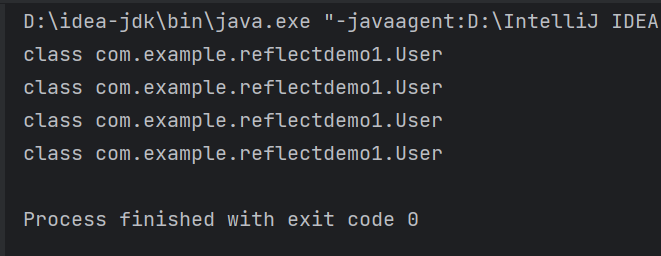 D:\idea-jdk\bin\java.exe "-javaagent:D:\IntelliJ IDEA
class com.example.reflectdemo1.User
class com.example.reflectdemo1.User
class com.example.reflectdemo1.User
class com.example.reflectdemo1.User
Process finished with exit code 0